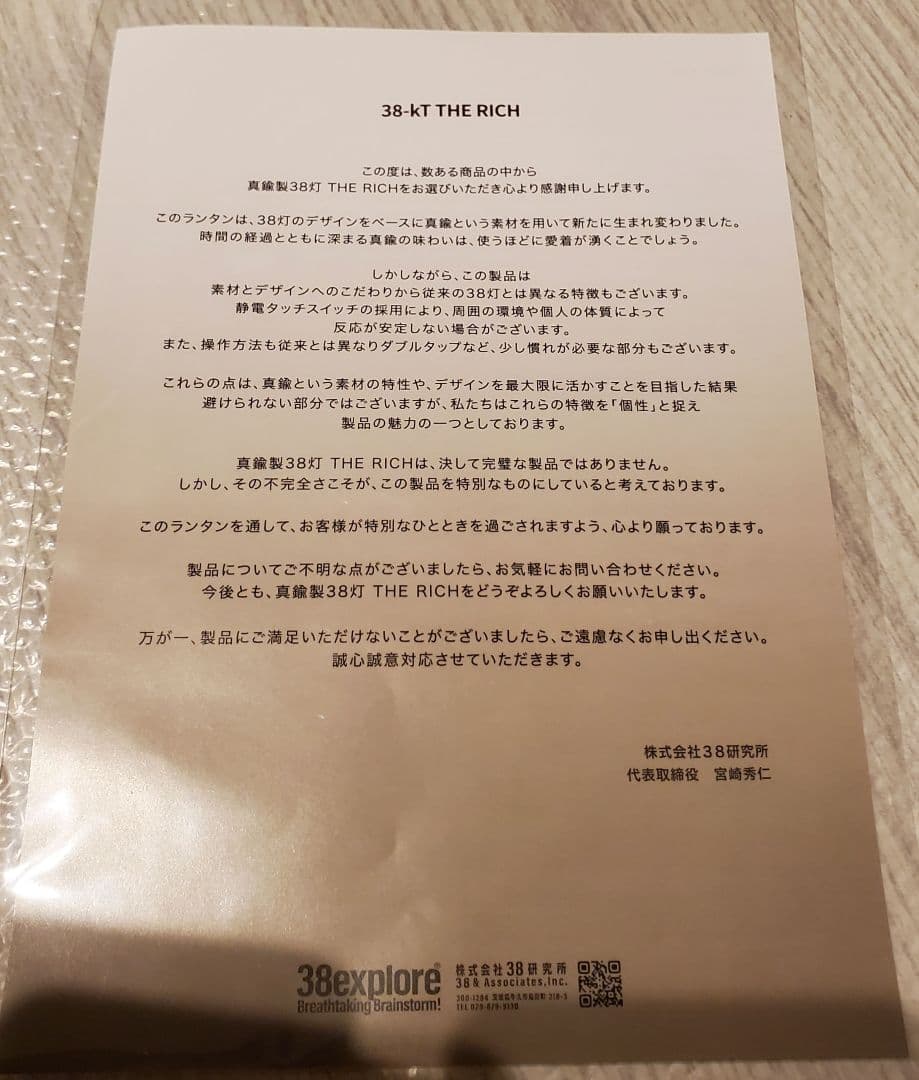 38-kT THE RICH
この度は、数ある商品の中から
真鍮製38灯 THE RICHをお選びいただき心より感謝申し上げます。
このランタンは、38灯のデザインをベースに真鍮という素材を用いて新たに生まれ変わりました。
時間の経過とともに深まる真鍮の味わいは、使うほどに愛着が湧くことでしょう。
しかしながら、この製品は
素材とデザインへのこだわりから従来の38灯とは異なる特徴もございます。
静電タッチスイッチの採用により、周囲の環境や個人の体質によって
反応が安定しない場合がございます。
また、操作方法も従来とは異なりダブルタップなど、少し慣れが必要な部分もございます。
これらの点は、真鍮という素材の特性や、デザインを最大限に活かすことを目指した結果
避けられない部分ではございますが、私たちはこれらの特徴を「個性」と捉え
製品の魅力の一つとしております。
真鍮製38灯 THE RICHは、決して完璧な製品ではありません。
しかし、その不完全さこそが、この製品を特別なものにしていると考えております。
このランタンを通して、お客様が特別なひとときを過ごされますよう、心より願っております。
製品についてご不明な点がございましたら、お気軽にお問い合わせください。
今後とも、真鍮製38灯 THE RICHをどうぞよろしくお願いいたします。
万が一、製品にご満足いただけないことがございましたら、ご遠慮なくお申し出ください。
誠心誠意対応させていただきます。
株式会社38研究所
代表取締役 宮崎秀仁
38explore®
Breathtaking Brainstorm!
株式会社38研究所
38 & Associates,Inc.
300-1204 茨城県牛久市
TEL 029-879-9130